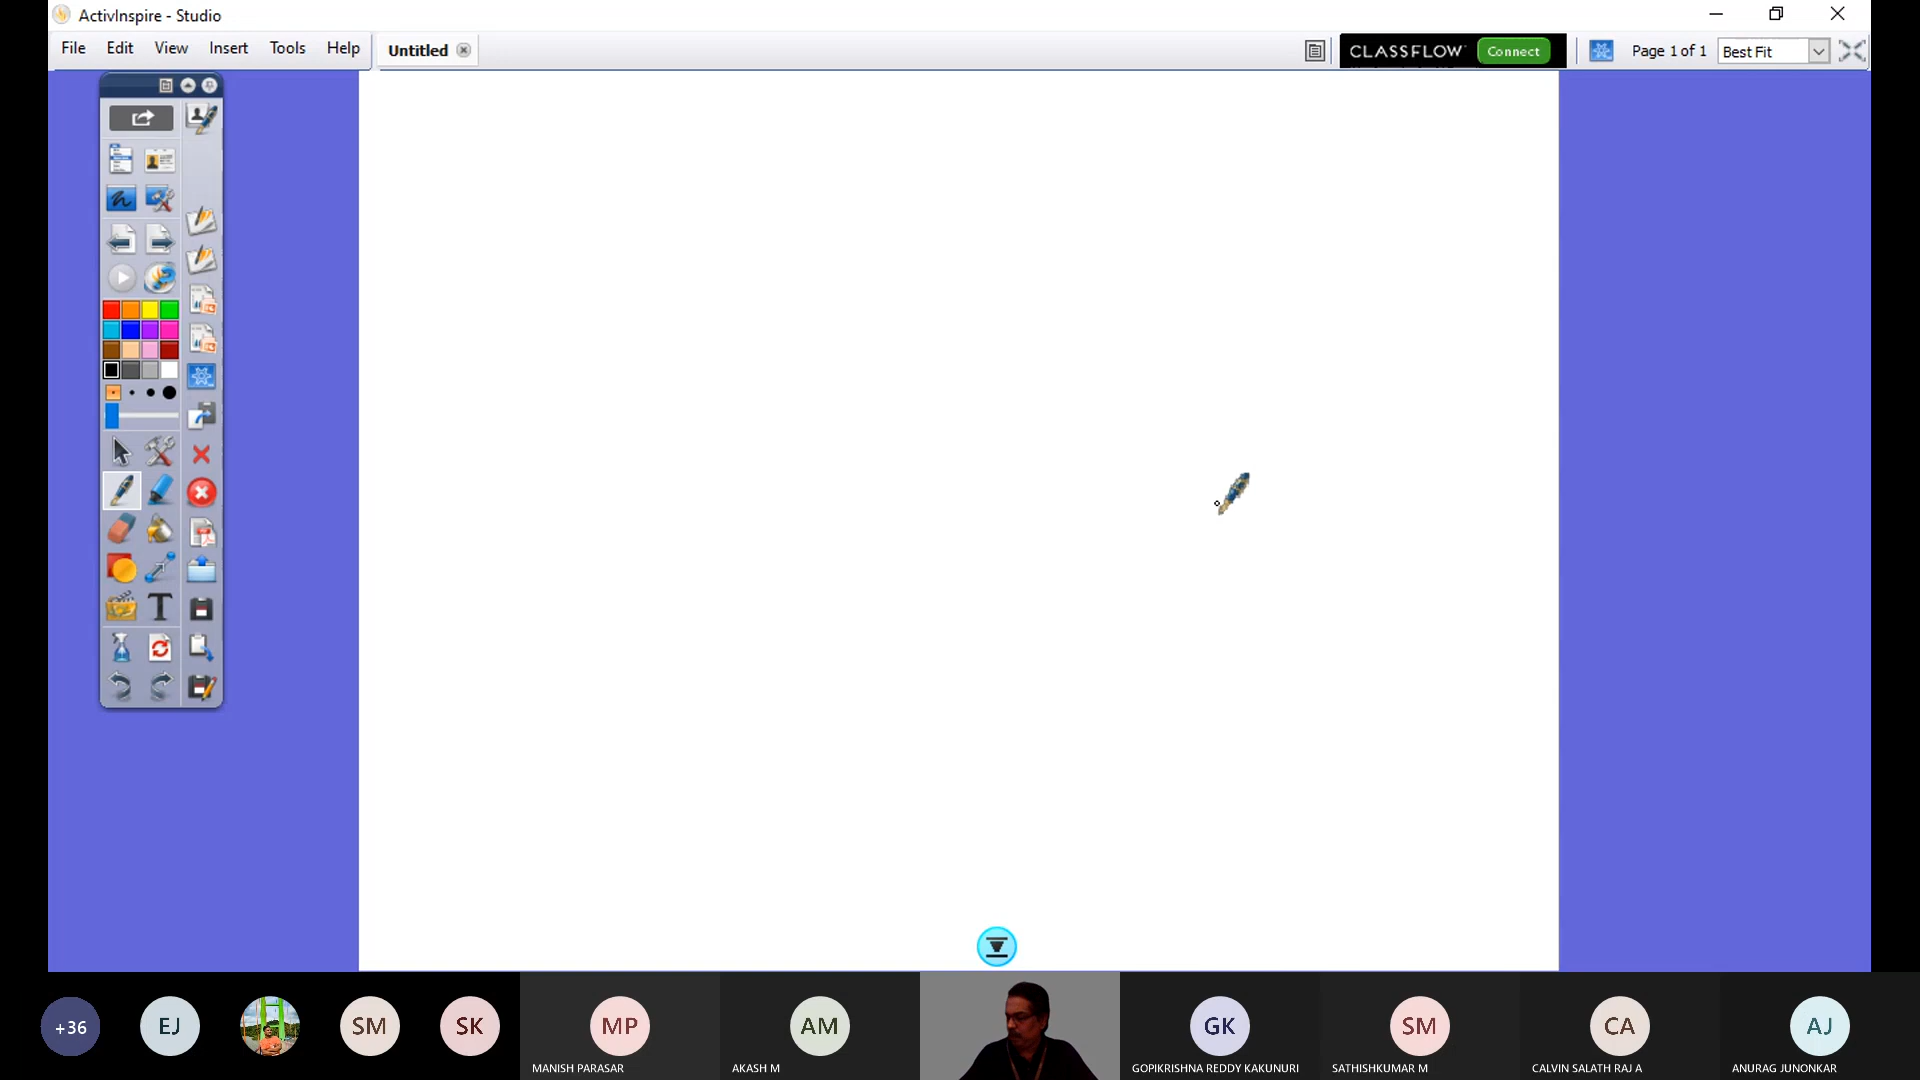 ActivInspire - Studio
File Edit View Insert Tools Help
Untitled
CLASSFLOW Connect
Page 1 of 1
Best Fit
T
+36
EJ
SM
SK
MP
AM
GK
SM
CA
AJ
MANISH PARASAR
AKASH M
GOPIKRISHNA REDDY KAKUNURI
SATHISHKUMAR M
CALVIN SALATH RAJ A
ANURAG JUNONKAR